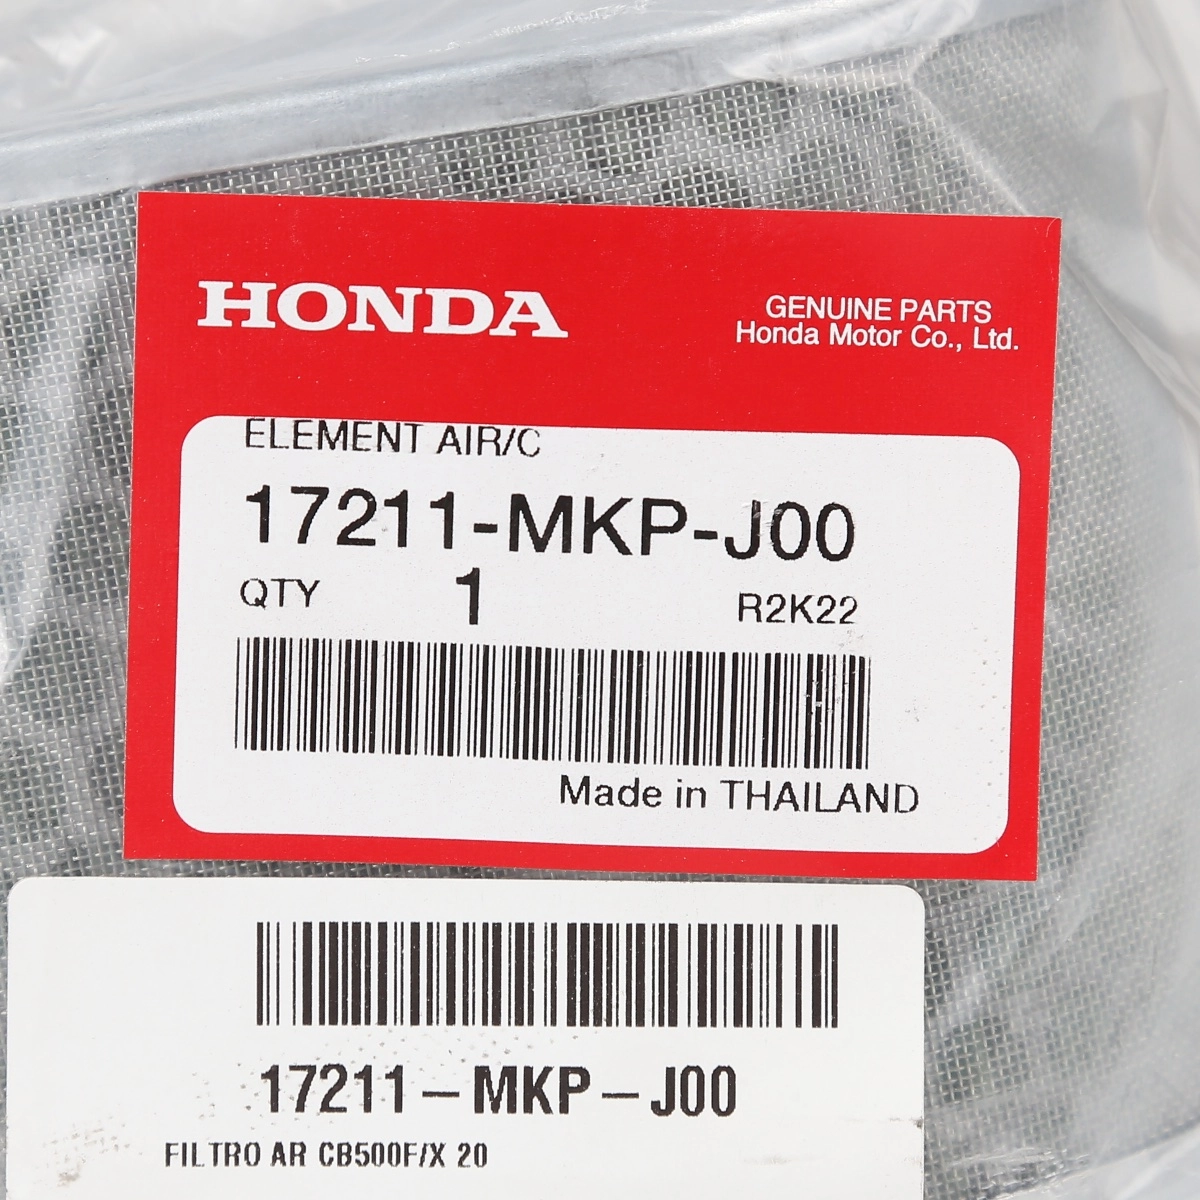 HONDA
GENUINE PARTS
Honda Motor Co., Ltd.
ELEMENT AIR/C
17211-MKP-J00
QTY 1 R2K22
Made in THAILAND
17211-MKP-J00
FILTRO AR CB500F/X 20